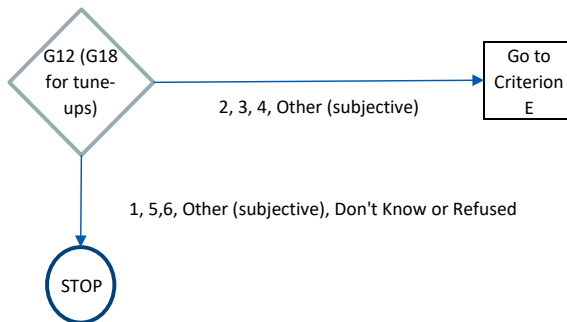 G12 (G18
for tune-
ups)
Go to
Criterion
E
2, 3, 4, Other (subjective)
1, 5,6, Other (subjective), Don't Know or Refused
STOP